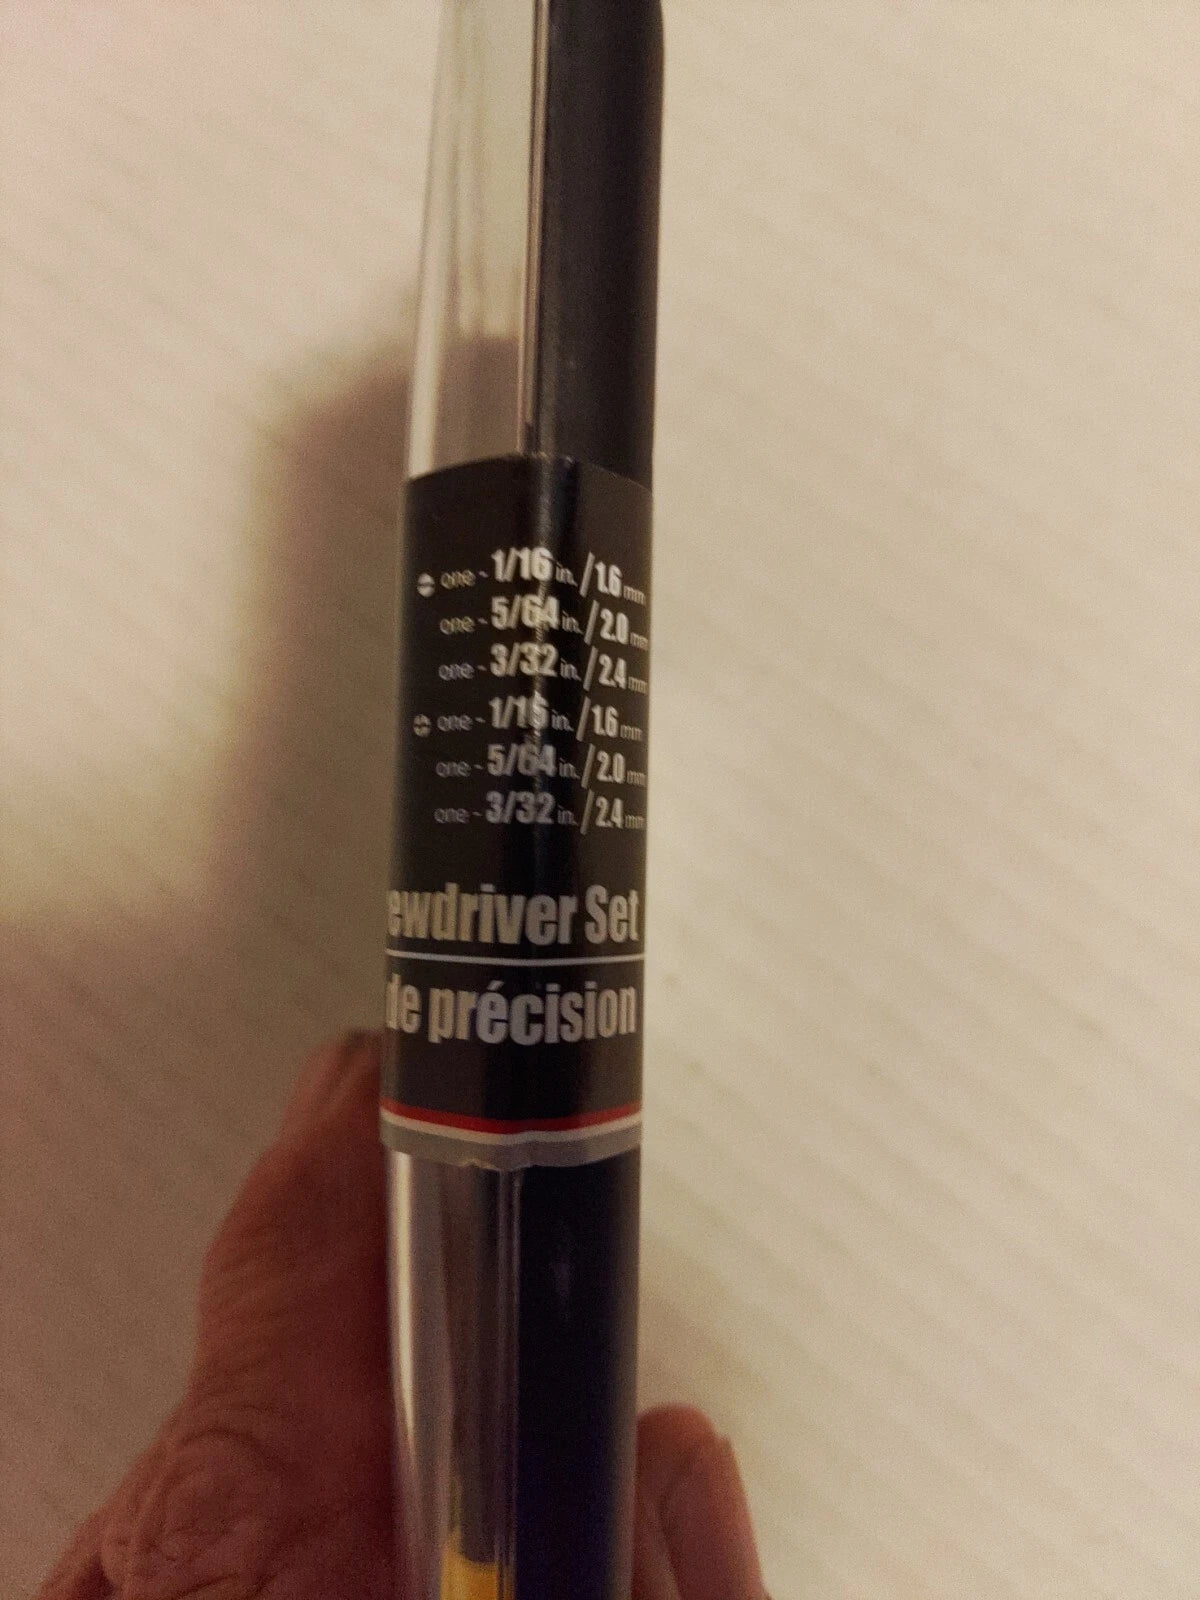 one - 1/16 in. / 1.6 mm
one - 5/64 in. / 2.0 mm
one - 3/32 in. / 2.4 mm
one - 1/16 in. / 1.6 mm
one - 5/64 in. / 2.0 mm
one - 3/32 in. / 2.4 mm
ewdriver Set
de précision